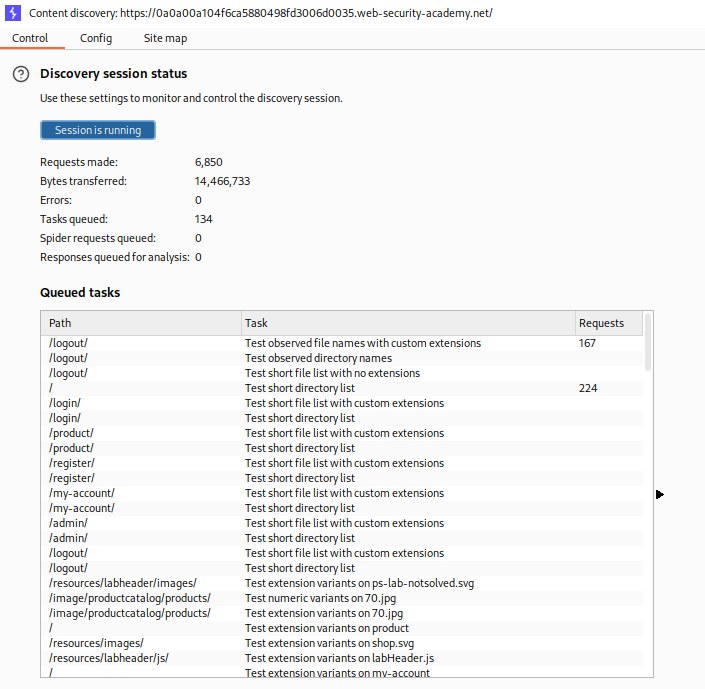 Content discovery: https://0a0a00a104f6ca5880498fd3006d0035.web-security-academy.net/
Control Config Site map
Discovery session status
Use these settings to monitor and control the discovery session.
Session is running
Requests made: 6,850
Bytes transferred: 14,466,733
Errors: 0
Tasks queued: 134
Spider requests queued: 0
Responses queued for analysis: 0
Queued tasks
Path Task Requests
/logout/ Test observed file names with custom extensions 167
/logout/ Test observed directory names
/logout/ Test short file list with no extensions
/ Test short directory list 224
/login/ Test short file list with custom extensions
/login/ Test short directory list
/product/ Test short file list with custom extensions
/product/ Test short directory list
/register/ Test short file list with custom extensions
/register/ Test short directory list
/my-account/ Test short file list with custom extensions
/my-account/ Test short directory list
/admin/ Test short file list with custom extensions
/admin/ Test short directory list
/logout/ Test short file list with custom extensions
/logout/ Test short directory list
/resources/labheader/images/ Test extension variants on ps-lab-notsolved.svg
/image/productcatalog/products/ Test numeric variants on 70.jpg
/image/productcatalog/products/ Test extension variants on 70.jpg
/ Test extension variants on product
/resources/images/ Test extension variants on shop.svg
/resources/labheader/js/ Test extension variants on labHeader.js
/ Test extension variants on my-account